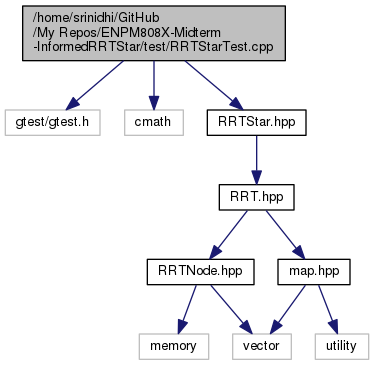 /home/srinidhi/GitHub
/My Repos/ENPM808X-Midterm
-InformedRRTStar/test/RRTStarTest.cpp
gtest/gtest.h
cmath
RRTStar.hpp
RRT.hpp
RRTNode.hpp
map.hpp
memory
vector
utility